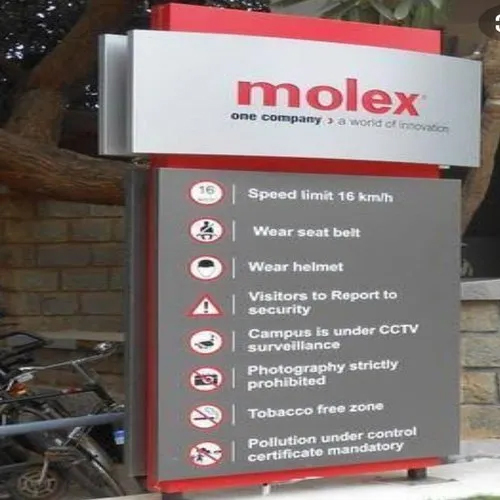 molex
one company › a world of innovation
16
Speed limit 16 km/h
Wear seat belt
Wear helmet
Visitors to Report to
security
Campus is under CCTV
surveillance
Photography strictly
prohibited
Tobacco free zone
Pollution under control
certificate mandatory